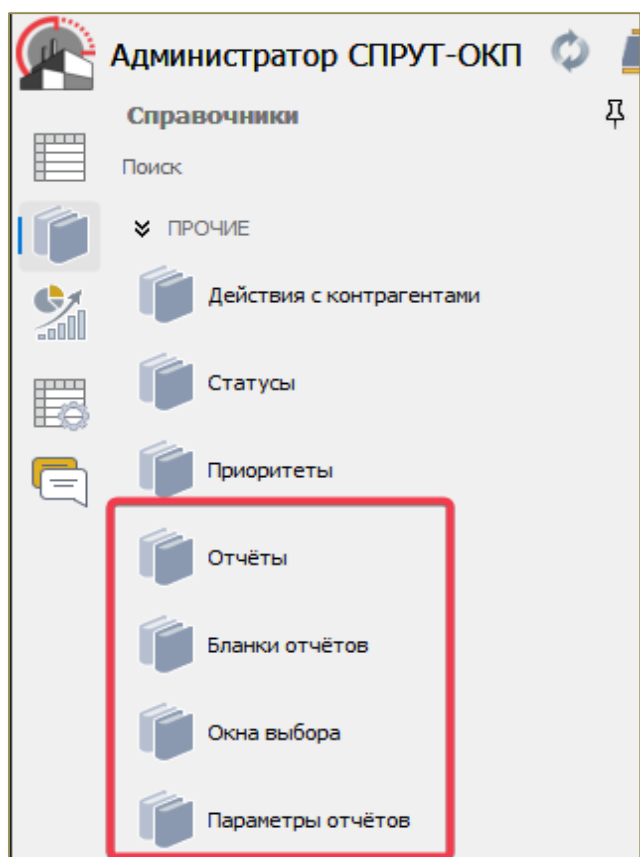 Администратор СПРУТ-ОКП
Справочники
Поиск
ПРОЧИЕ
Действия с контрагентами
Статусы
Приоритеты
Отчёты
Бланки отчётов
Окна выбора
Параметры отчётов